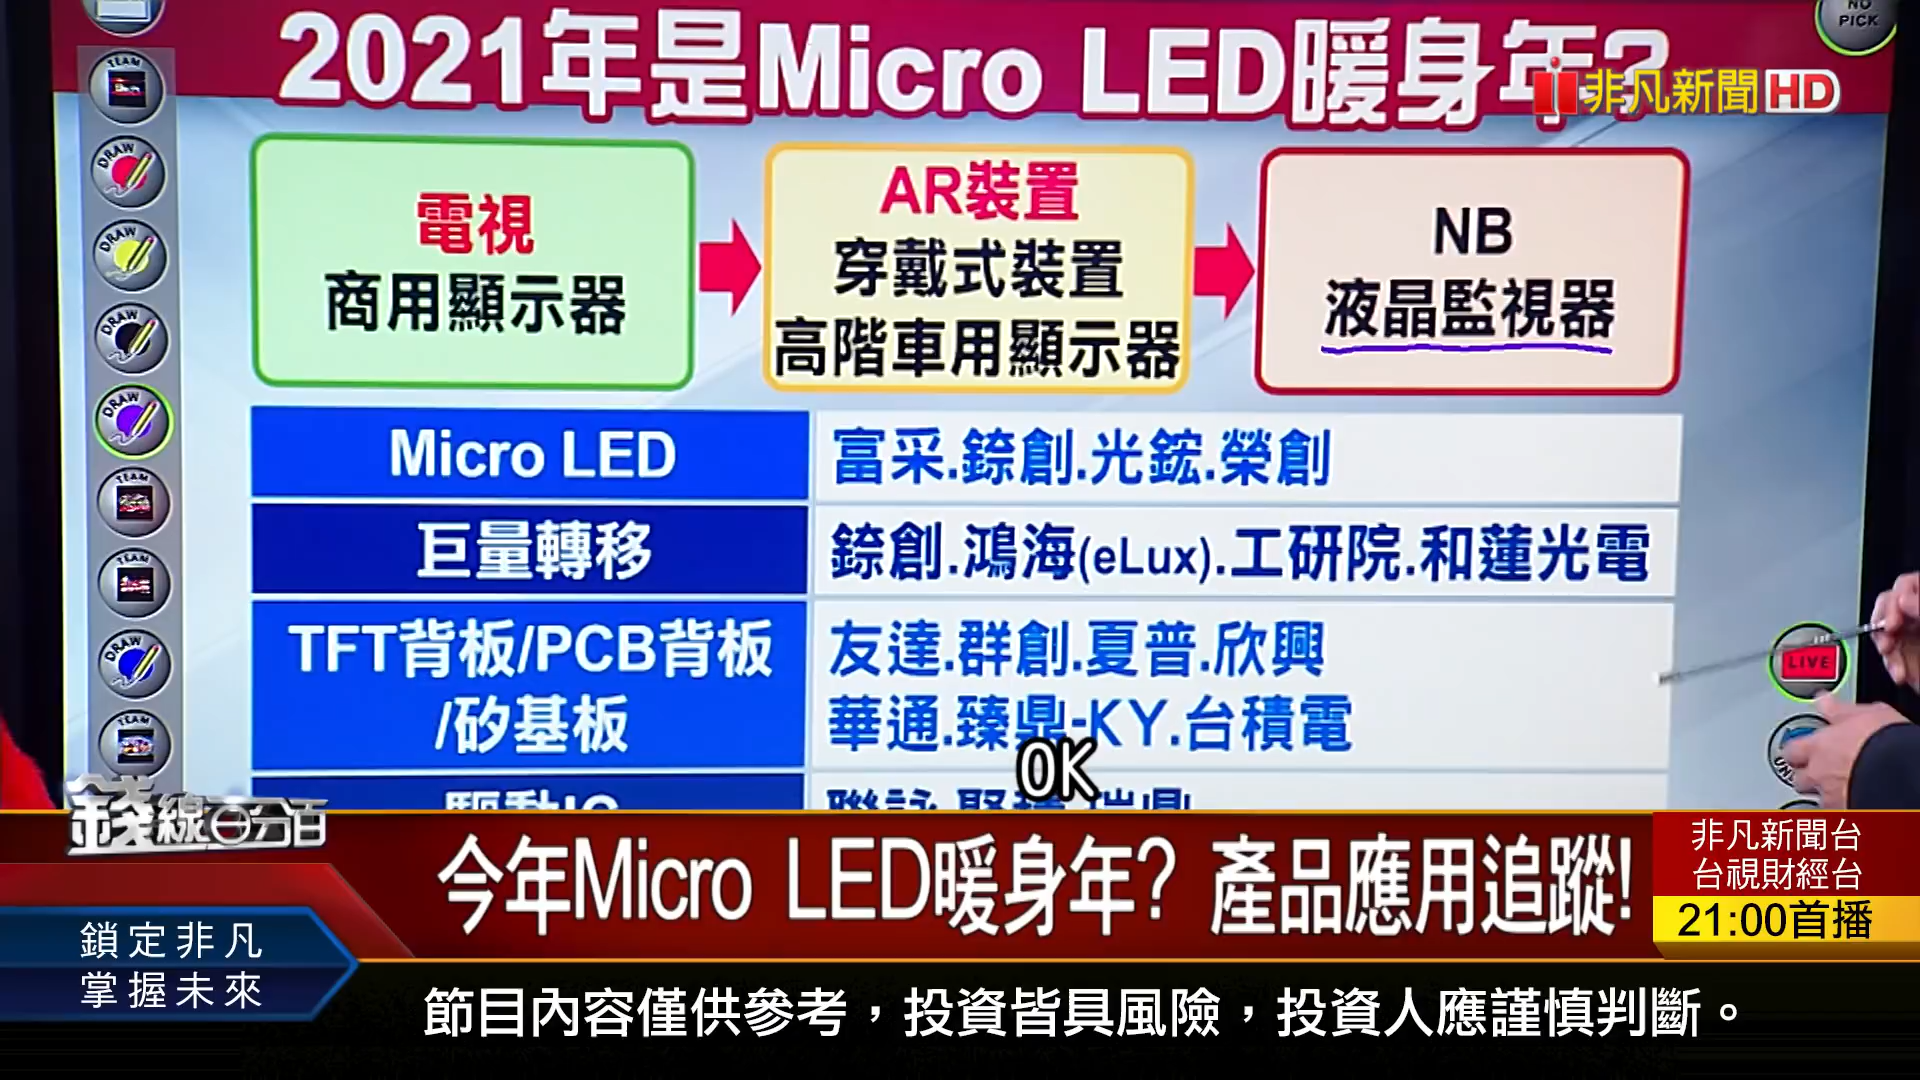 2021年是Micro LED暖身年?
非凡新聞HD
NO
PICK
TEAM
DRAW
DRAW
DRAW
DRAW
TEAM
TEAM
DRAW
TEAM
電視
商用顯示器
AR裝置
穿戴式裝置
高階車用顯示器
NB
液晶監視器
Micro LED
富采.錼創.光鋐.榮創
巨量轉移
錼創.鴻海(eLux).工研院.和蓮光電
TFT背板/PCB背板
/矽基板
友達.群創.夏普.欣興
華通.臻鼎-KY.台積電
LIVE
OK
錢線百分百
今年Micro LED暖身年? 產品應用追蹤!
非凡新聞台
台視財經台
21:00首播
鎖定非凡
掌握未來
節目內容僅供參考，投資皆具風險，投資人應謹慎判斷。